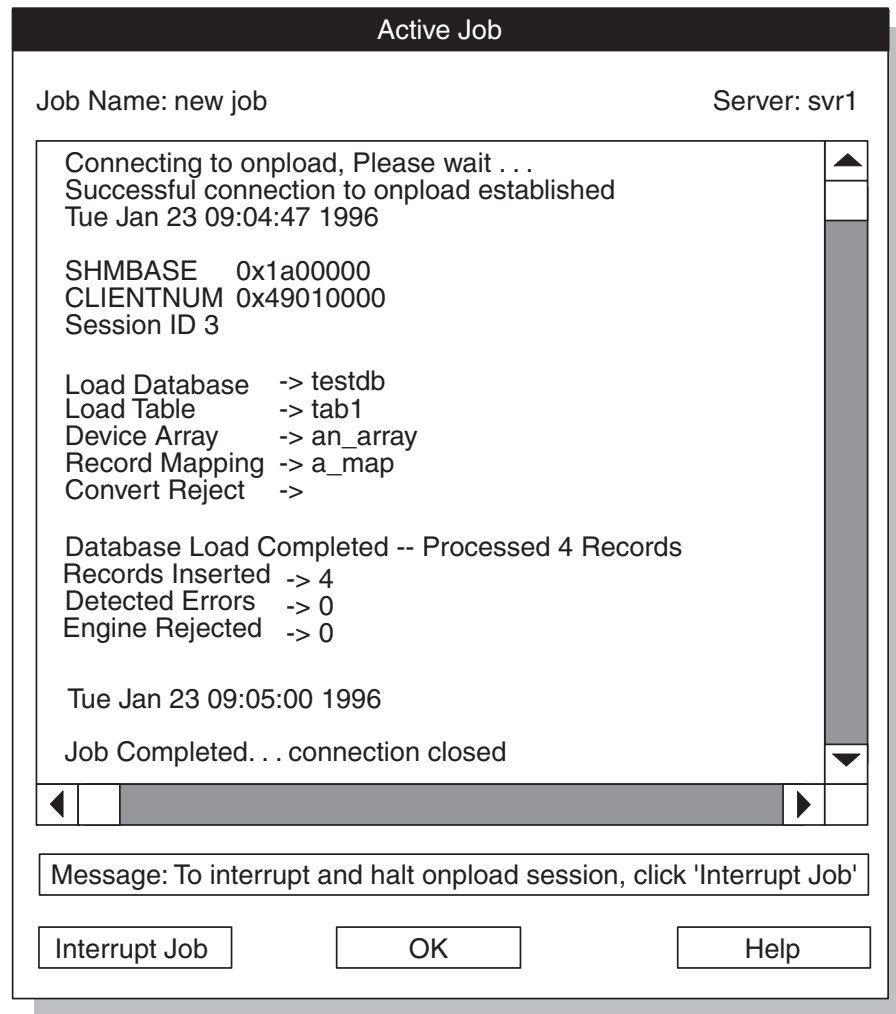 Active Job
Job Name: new job Server: svr1
Connecting to onpload, Please wait . . .
Successful connection to onpload established
Tue Jan 23 09:04:47 1996
SHMBASE 0x1a00000
CLIENTNUM 0x49010000
Session ID 3
Load Database -> testdb
Load Table -> tab1
Device Array -> an_array
Record Mapping -> a_map
Convert Reject ->
Database Load Completed -- Processed 4 Records
Records Inserted -> 4
Detected Errors -> 0
Engine Rejected -> 0
Tue Jan 23 09:05:00 1996
Job Completed. . . connection closed
Message: To interrupt and halt onpload session, click 'Interrupt Job'
Interrupt Job OK Help